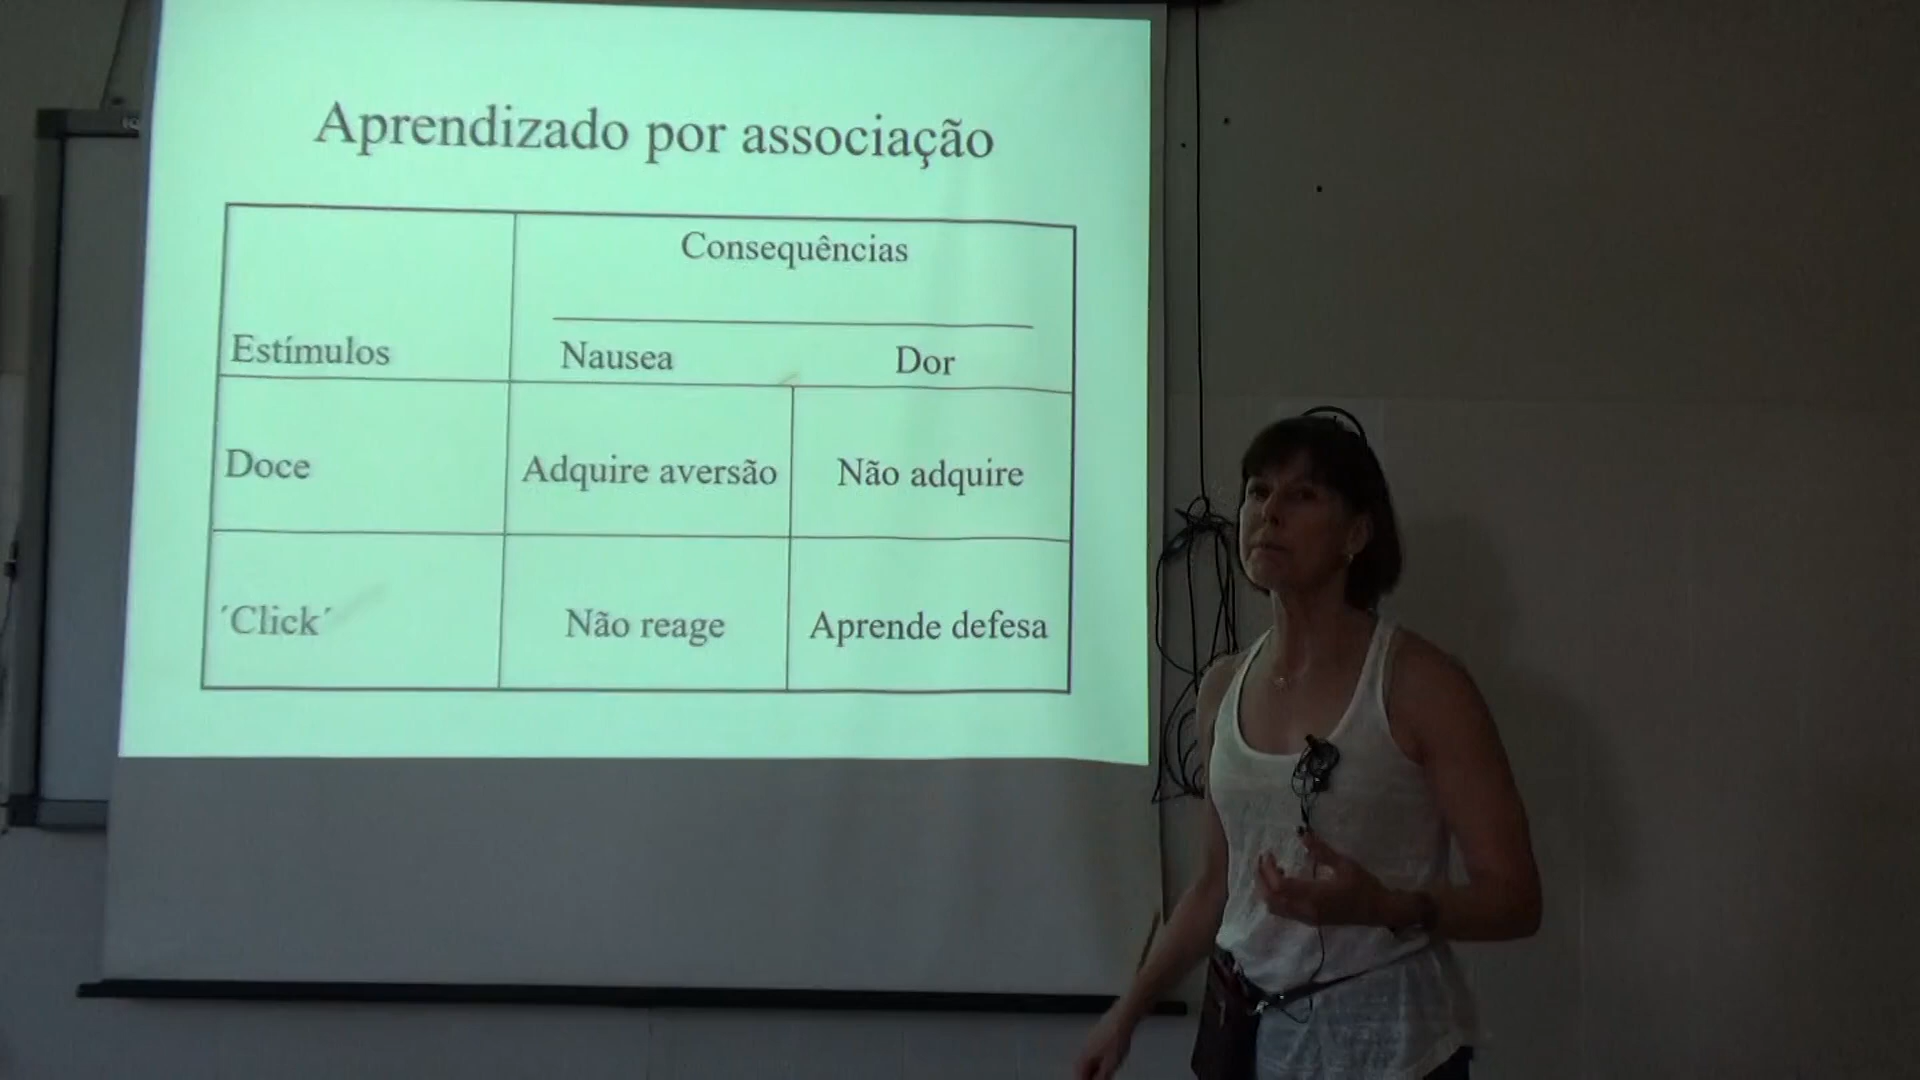 Aprendizado por associação
Consequências
Estímulos Nausea Dor
Doce Adquire aversão Não adquire
´Click´ Não reage Aprende defesa